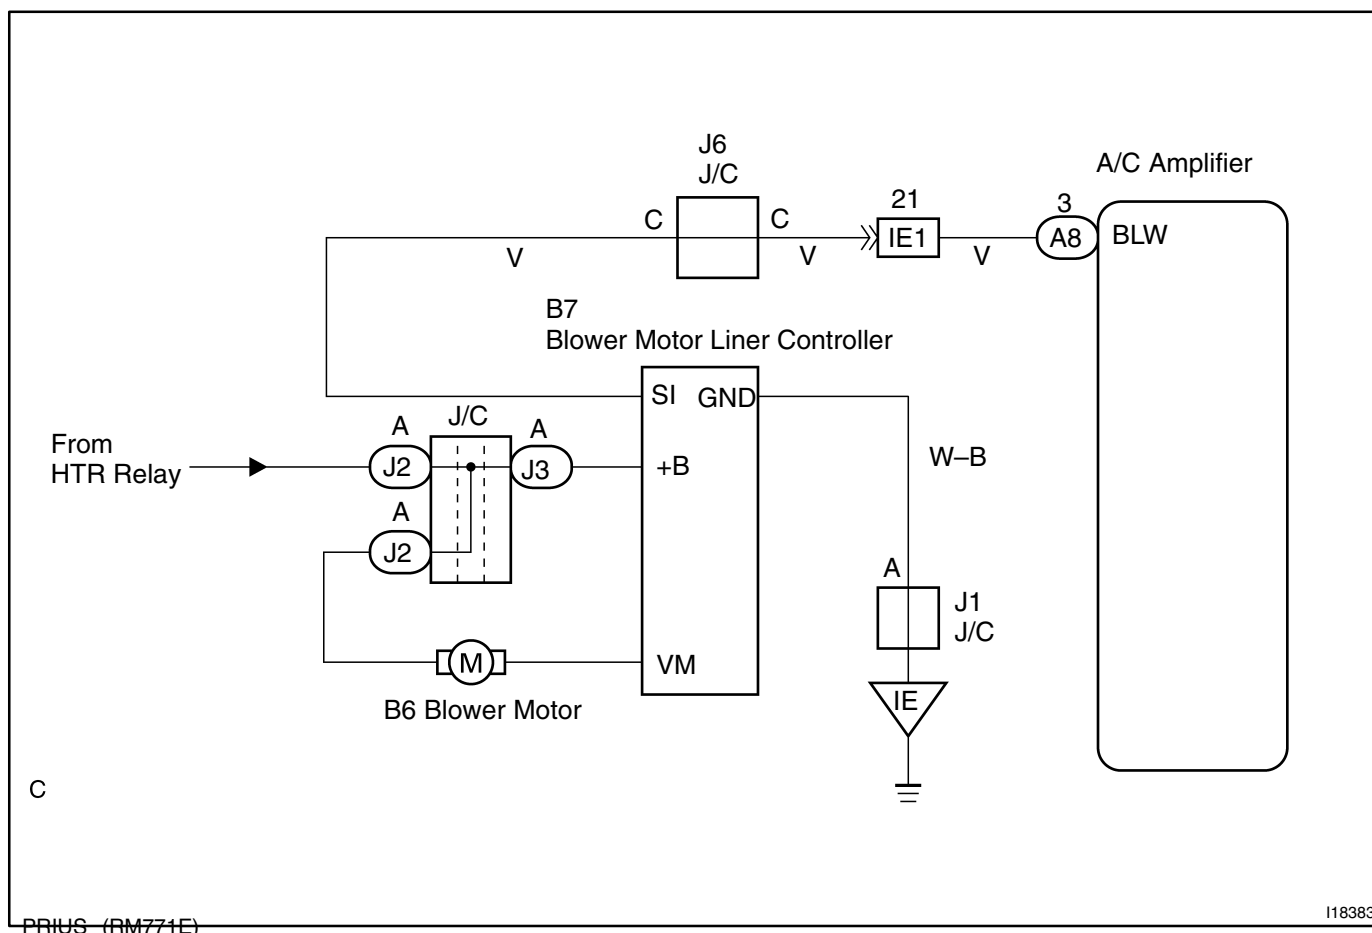 J6
J/C
A/C Amplifier
21
3
C
C
IE1
A8
BLW
V
V
V
B7
Blower Motor Liner Controller
SI
GND
A
J/C
A
From
HTR Relay
J2
J3
+B
W–B
A
J2
A
J1
J/C
M
VM
B6 Blower Motor
IE
C
I18383
PRIUS (RM771E)